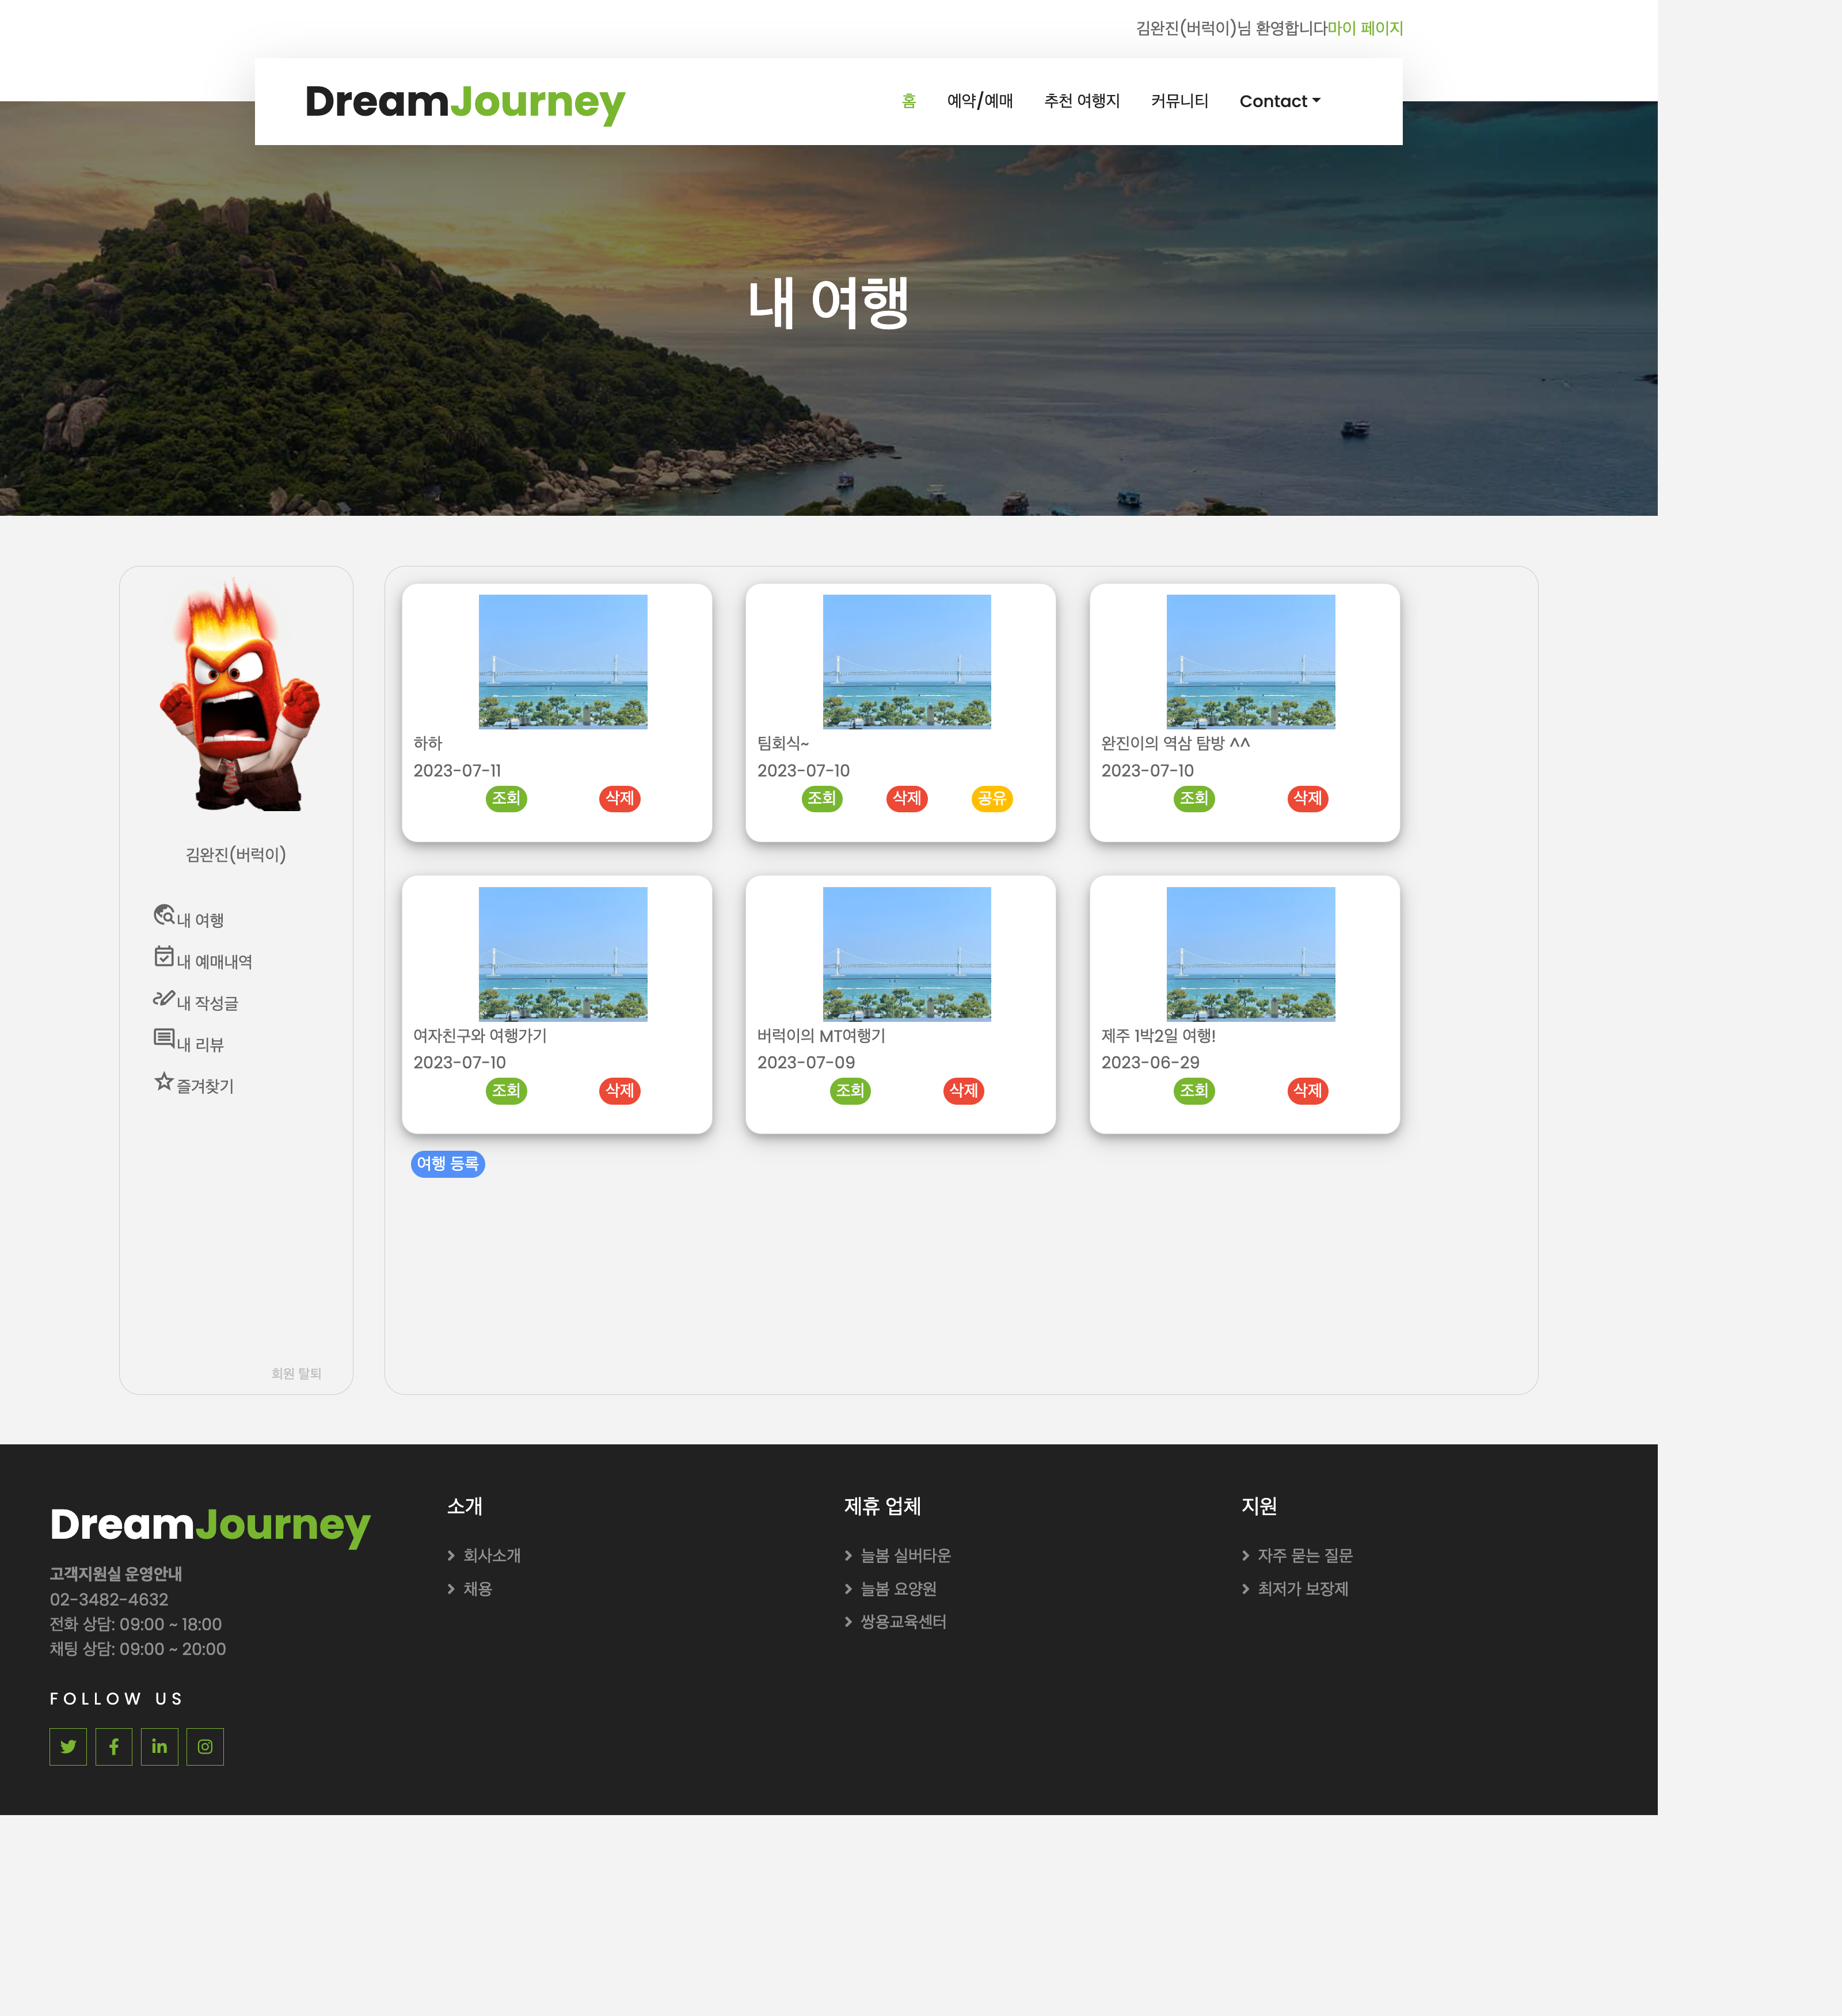 김완진(버럭이)님 환영합니다마이 페이지
DreamJourney
홈 예약/예매 추천 여행지 커뮤니티 Contact
내 여행
김완진(버럭이)
내 여행
내 예매내역
내 작성글
내 리뷰
즐겨찾기
회원 탈퇴
하하
2023-07-11
조회 삭제
팀회식~
2023-07-10
조회 삭제 공유
완진이의 역삼 탐방 ^^
2023-07-10
조회 삭제
여자친구와 여행가기
2023-07-10
조회 삭제
버럭이의 MT여행기
2023-07-09
조회 삭제
제주 1박2일 여행!
2023-06-29
조회 삭제
여행 등록
DreamJourney
고객지원실 운영안내
02-3482-4632
전화 상담: 09:00 ~ 18:00
채팅 상담: 09:00 ~ 20:00
FOLLOW US
소개
회사소개
채용
제휴 업체
늘봄 실버타운
늘봄 요양원
쌍용교육센터
지원
자주 묻는 질문
최저가 보장제